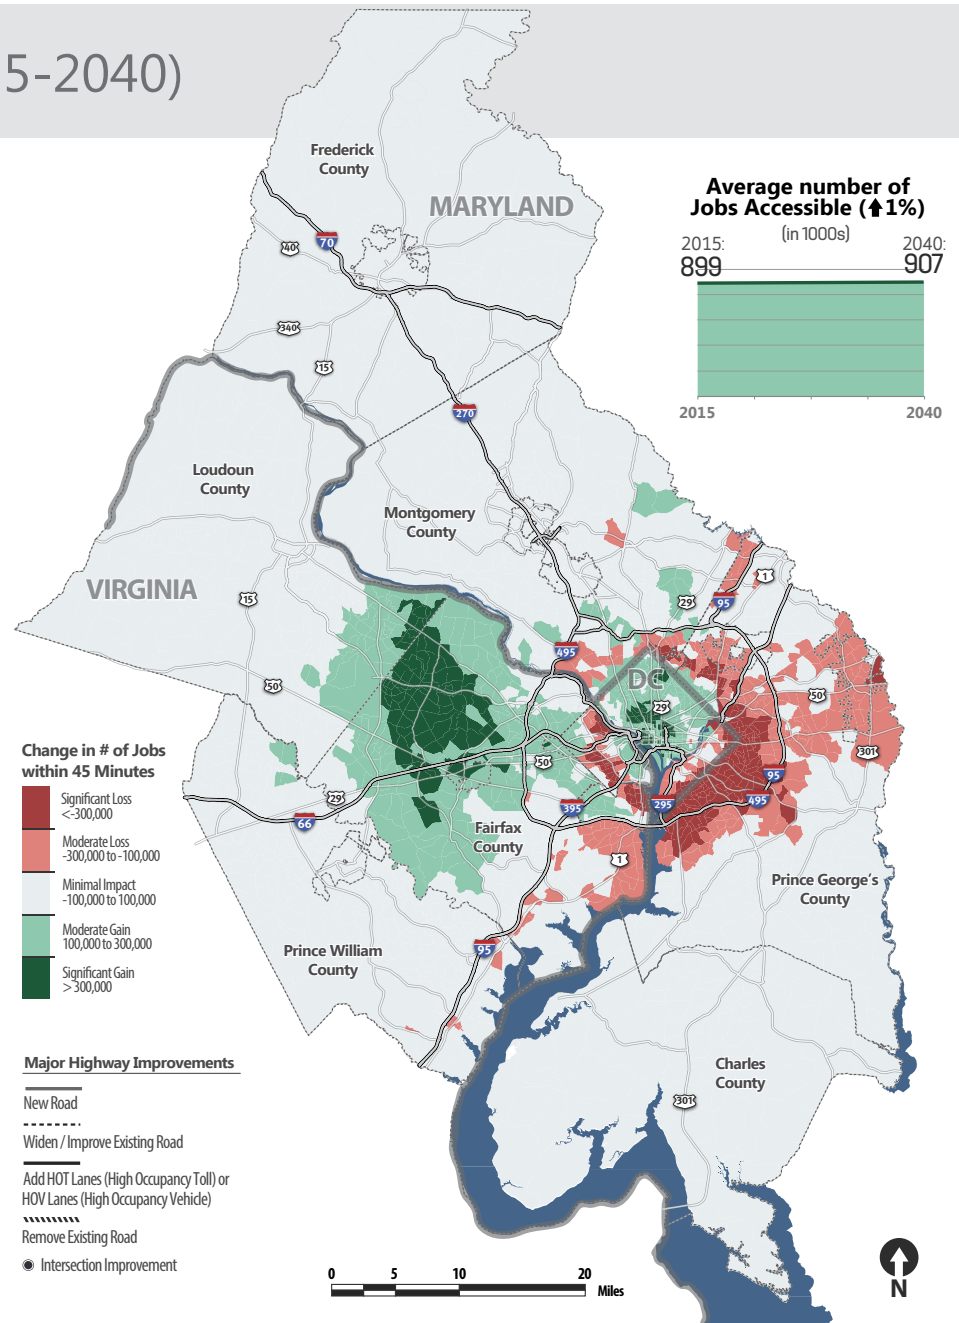 5-2040)
Frederick
County
MARYLAND
Average number of
Jobs Accessible (⬆1%)
(in 1000s)
2015:
2040:
899
907
2015
2040
70
40
340
15
270
Loudoun
County
Montgomery
County
VIRGINIA
15
1
29
95
495
DC
50
50
29
301
50
Change in # of Jobs
within 45 Minutes
Significant Loss
<-300,000
Moderate Loss
-300,000 to -100,000
Minimal Impact
-100,000 to 100,000
Moderate Gain
100,000 to 300,000
Significant Gain
> 300,000
29
66
395
295
95
495
Fairfax
County
1
Prince George's
County
Prince William
County
95
Charles
County
301
Major Highway Improvements
New Road
Widen / Improve Existing Road
Add HOT Lanes (High Occupancy Toll) or
HOV Lanes (High Occupancy Vehicle)
Remove Existing Road
Intersection Improvement
0 5 10 20
Miles
N